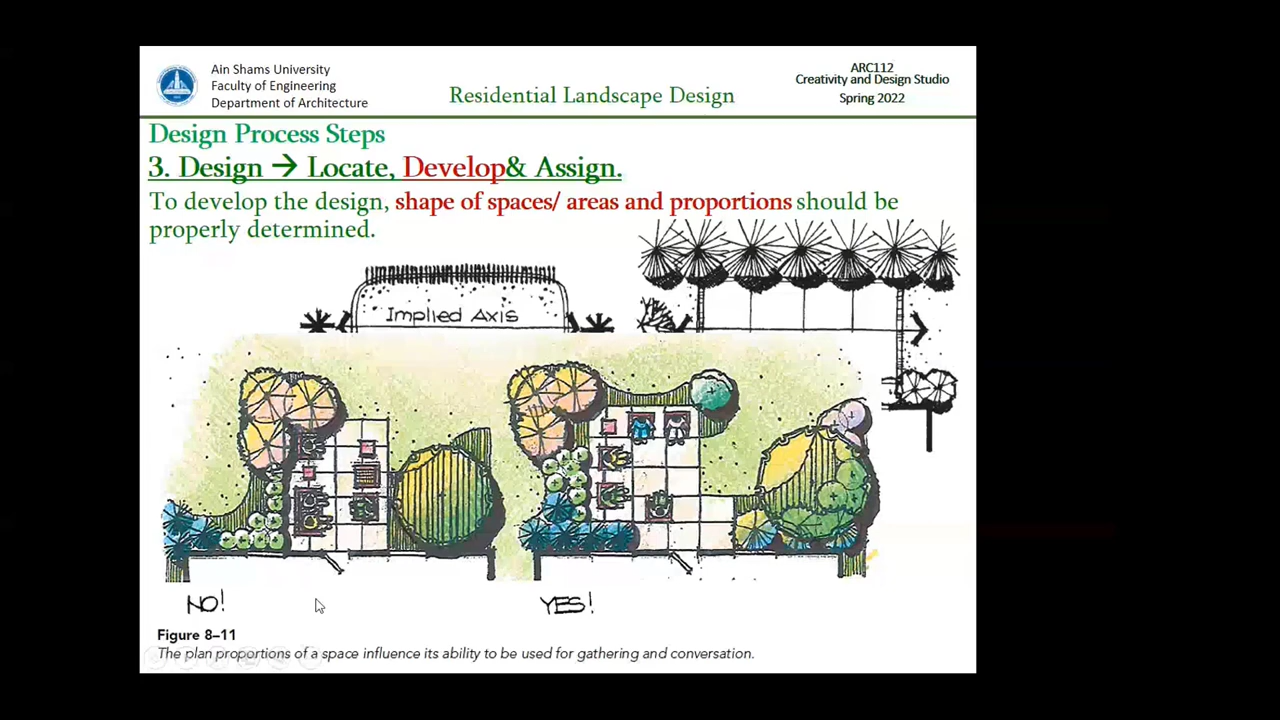 Ain Shams University
Faculty of Engineering
Department of Architecture
Residential Landscape Design
ARC112
Creativity and Design Studio
Spring 2022
Design Process Steps
3. Design → Locate, Develop& Assign.
To develop the design, shape of spaces/ areas and proportions should be
properly determined.
Implied Axis
NO!
YES!
Figure 8–11
The plan proportions of a space influence its ability to be used for gathering and conversation.